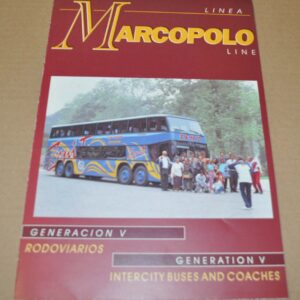 LINEA
MARCOPOLO
LINE
GENERACION V
RODOVIARIOS
GENERATION V
INTERCITY BUSES AND COACHES